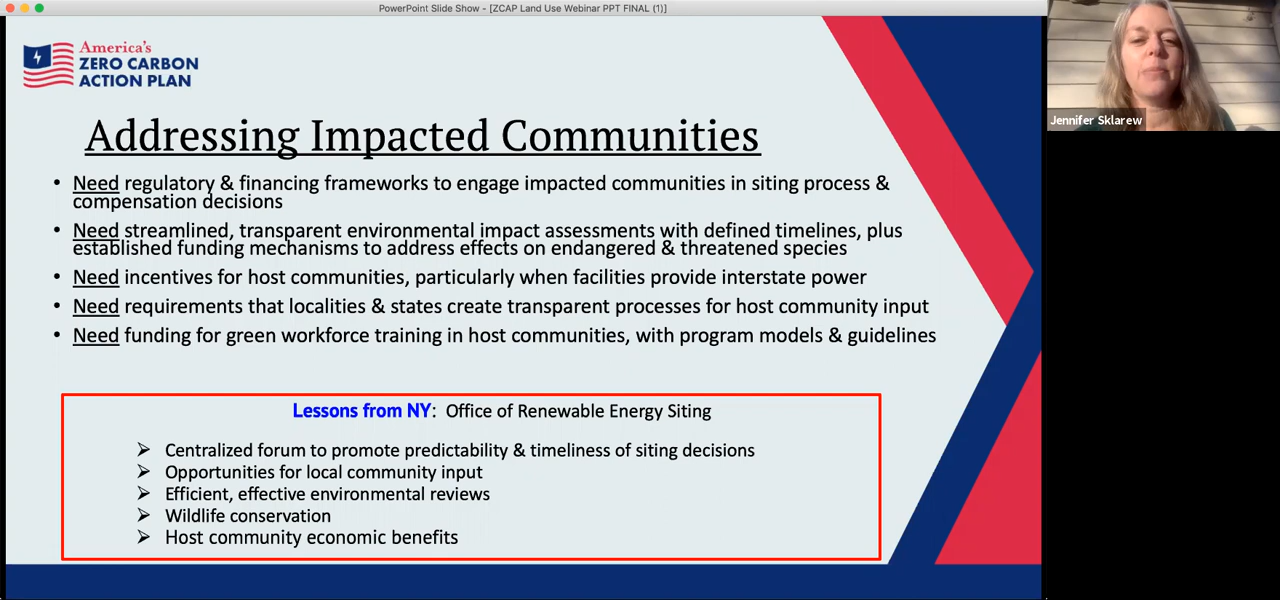 PowerPoint Slide Show - [ZCAP Land Use Webinar PPT FINAL (1)]
America's
ZERO CARBON
ACTION PLAN
Jennifer Sklarew
Addressing Impacted Communities
• Need regulatory & financing frameworks to engage impacted communities in siting process &
compensation decisions
• Need streamlined, transparent environmental impact assessments with defined timelines, plus
established funding mechanisms to address effects on endangered & threatened species
• Need incentives for host communities, particularly when facilities provide interstate power
• Need requirements that localities & states create transparent processes for host community input
• Need funding for green workforce training in host communities, with program models & guidelines
Lessons from NY: Office of Renewable Energy Siting
➢ Centralized forum to promote predictability & timeliness of siting decisions
➢ Opportunities for local community input
➢ Efficient, effective environmental reviews
➢ Wildlife conservation
➢ Host community economic benefits